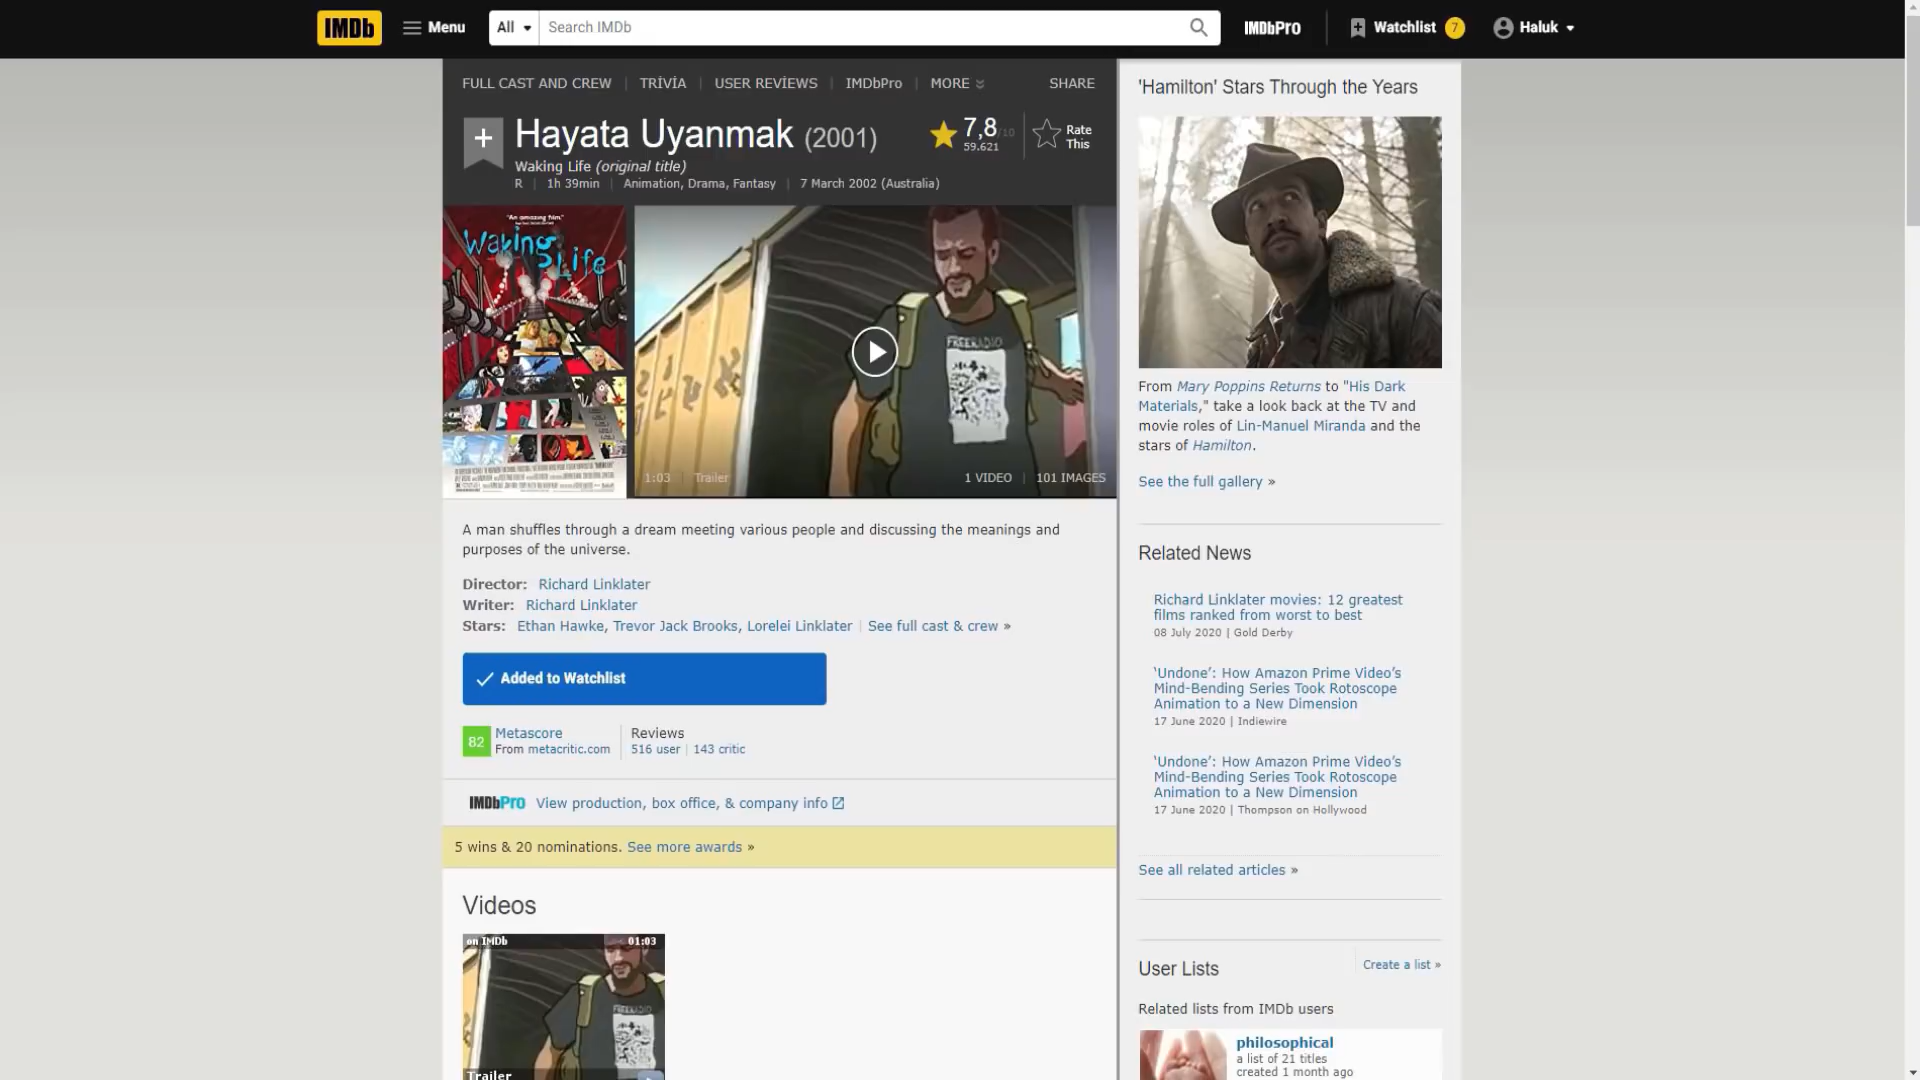 IMDb
Menu
All
Search IMDb
IMDbPro
Watchlist 7
Haluk
FULL CAST AND CREW | TRİVİA | USER REVİEWS | IMDbPro | MORE
SHARE
Hayata Uyanmak (2001)
7,8/10
59.621
Rate This
Waking Life (original title)
R | 1h 39min | Animation, Drama, Fantasy | 7 March 2002 (Australia)
"An amazing film."
Waking Life
FREERADIO
1:03 | Trailer
1 VIDEO | 101 IMAGES
A man shuffles through a dream meeting various people and discussing the meanings and
purposes of the universe.
Director: Richard Linklater
Writer: Richard Linklater
Stars: Ethan Hawke, Trevor Jack Brooks, Lorelei Linklater | See full cast & crew »
Added to Watchlist
82 Metascore
From metacritic.com
Reviews
516 user | 143 critic
IMDbPro View production, box office, & company info
5 wins & 20 nominations. See more awards »
Videos
on IMDb 01:03
FREERADIO
Trailer
'Hamilton' Stars Through the Years
From Mary Poppins Returns to "His Dark
Materials," take a look back at the TV and
movie roles of Lin-Manuel Miranda and the
stars of Hamilton.
See the full gallery »
Related News
Richard Linklater movies: 12 greatest
films ranked from worst to best
08 July 2020 | Gold Derby
‘Undone’: How Amazon Prime Video’s
Mind-Bending Series Took Rotoscope
Animation to a New Dimension
17 June 2020 | Indiewire
‘Undone’: How Amazon Prime Video’s
Mind-Bending Series Took Rotoscope
Animation to a New Dimension
17 June 2020 | Thompson on Hollywood
See all related articles »
User Lists
Create a list »
Related lists from IMDb users
philosophical
a list of 21 titles
created 1 month ago